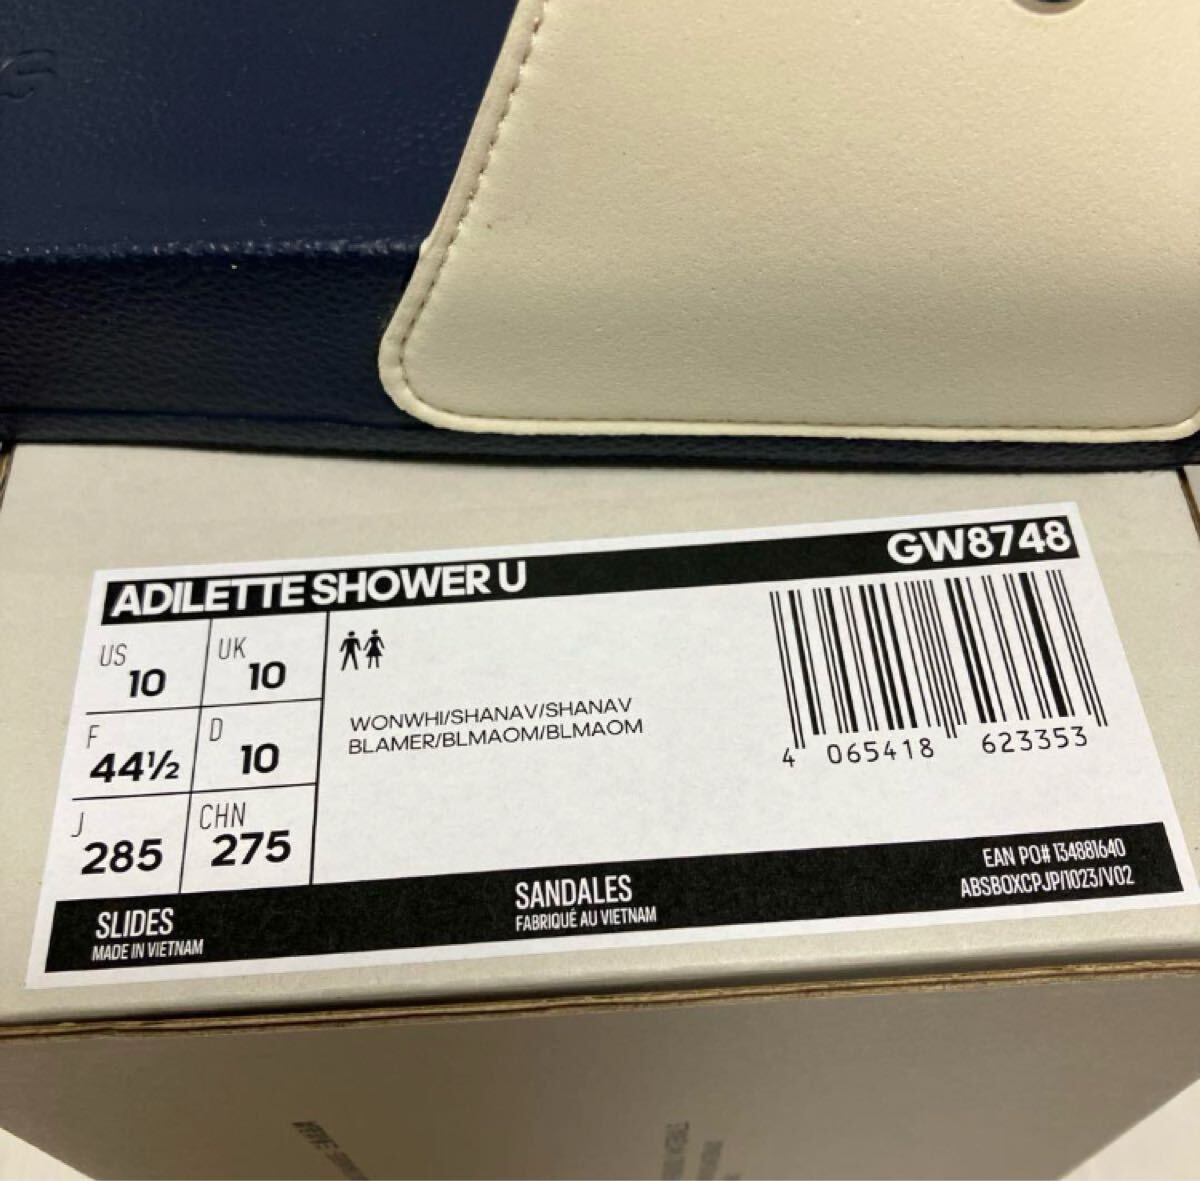 ADILETTE SHOWER U
GW8748
US 10
UK 10
F 44½
D 10
J 285
CHN 275
WONWHI/SHANAV/SHANAV
BLAMER/BLMAOM/BLMAOM
4 065418 623353
SLIDES
MADE IN VIETNAM
SANDALES
FABRIQUÉ AU VIETNAM
EAN PO# 134881640
ABSBOXCPJP/1023/V02